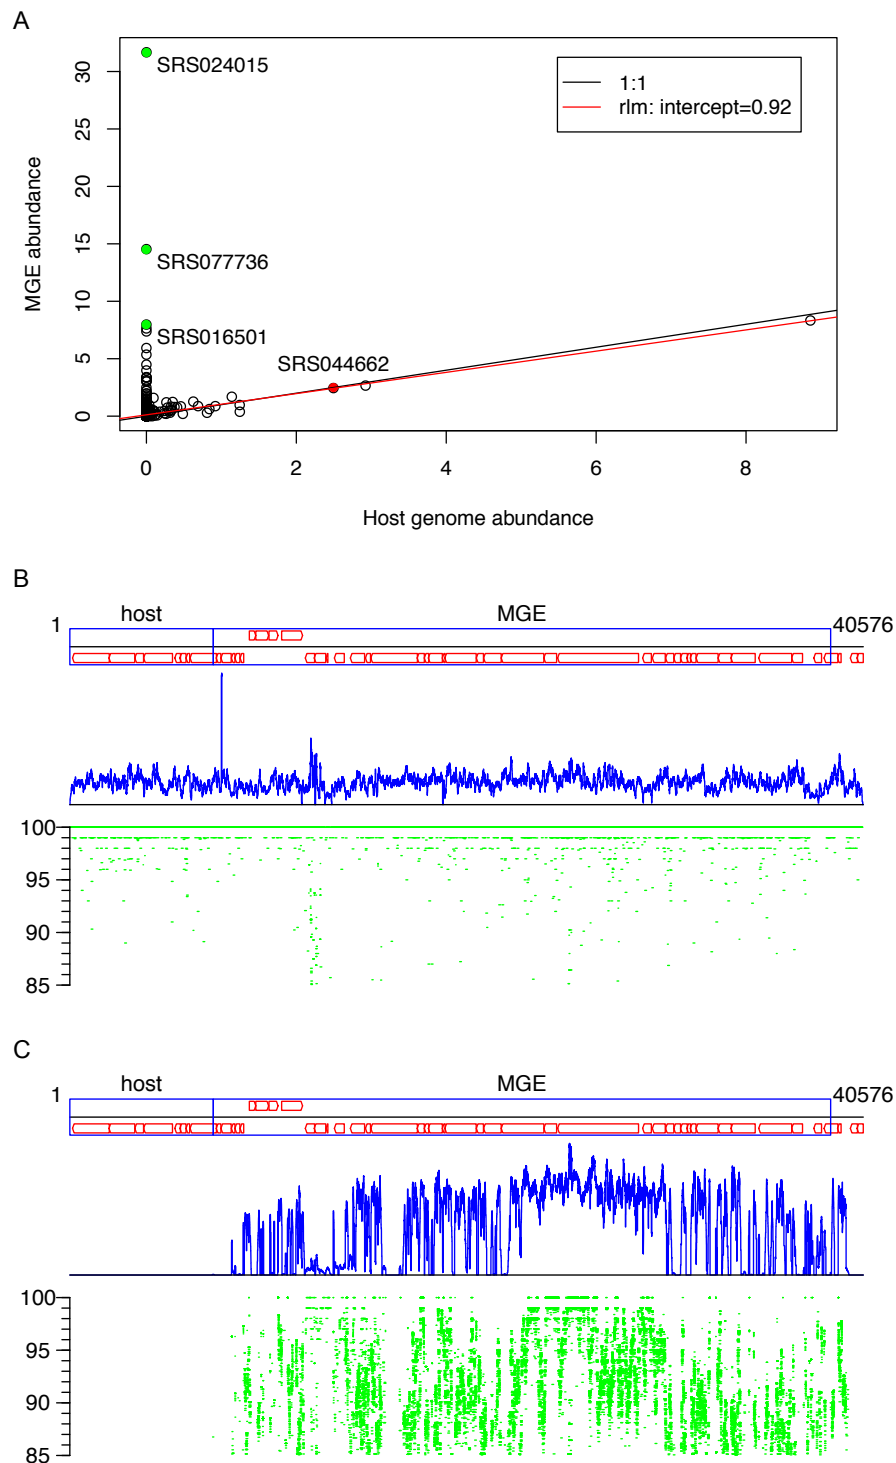 A
SRS024015
SRS077736
SRS016501
SRS044662
1:1
rlm: intercept=0.92
MGE abundance
0
5
10
15
20
25
30
0
2
4
6
8
Host genome abundance
B
1
host
MGE
40576
100
95
90
85
C
1
host
MGE
40576
100
95
90
85